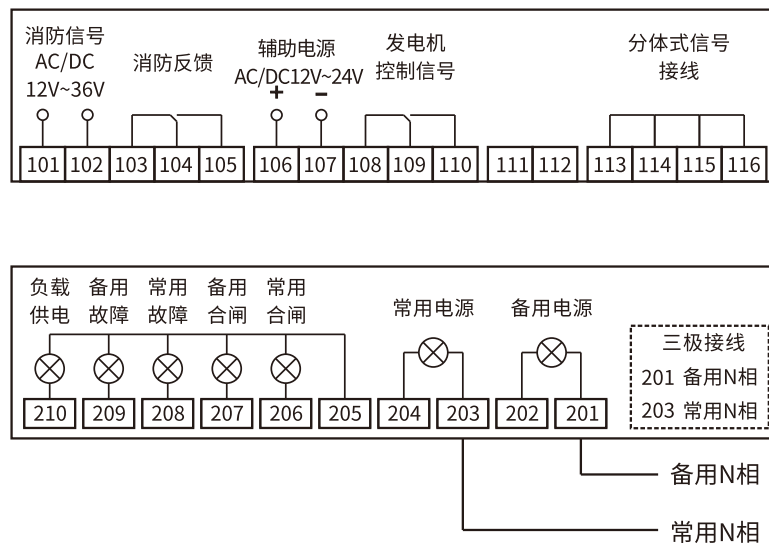 消防信号
AC/DC
12V~36V
消防反馈
辅助电源
AC/DC12V~24V
+ -
发电机
控制信号
分体式信号
接线
101 102 103 104 105 106 107 108 109 110 111 112 113 114 115 116
负载
供电
备用
故障
常用
故障
备用
合闸
常用
合闸
常用电源
备用电源
210 209 208 207 206 205 204 203 202 201
三极接线
201 备用N相
203 常用N相
备用N相
常用N相